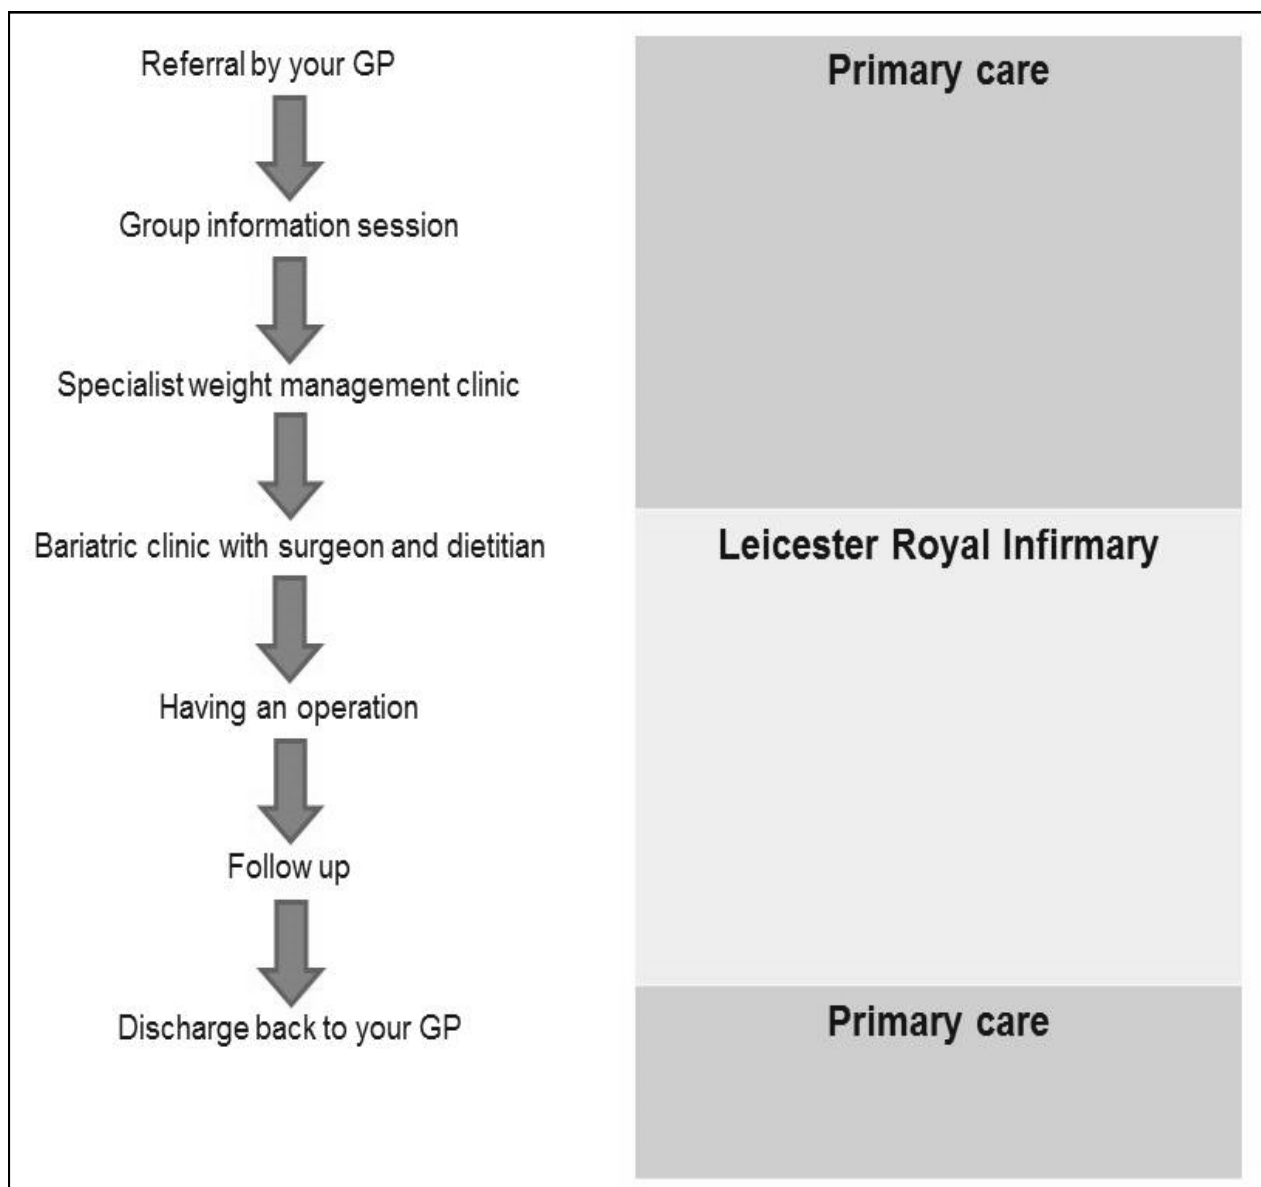 Referral by your GP
Primary care
Group information session
Specialist weight management clinic
Bariatric clinic with surgeon and dietitian
Leicester Royal Infirmary
Having an operation
Follow up
Discharge back to your GP
Primary care